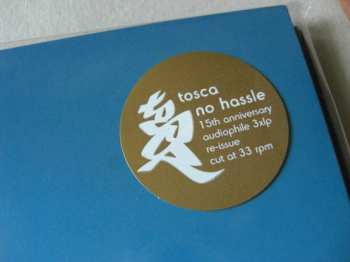 tosca
no hassle
15th anniversary
audiophile 3xlp
re-issue
cut at 33 rpm